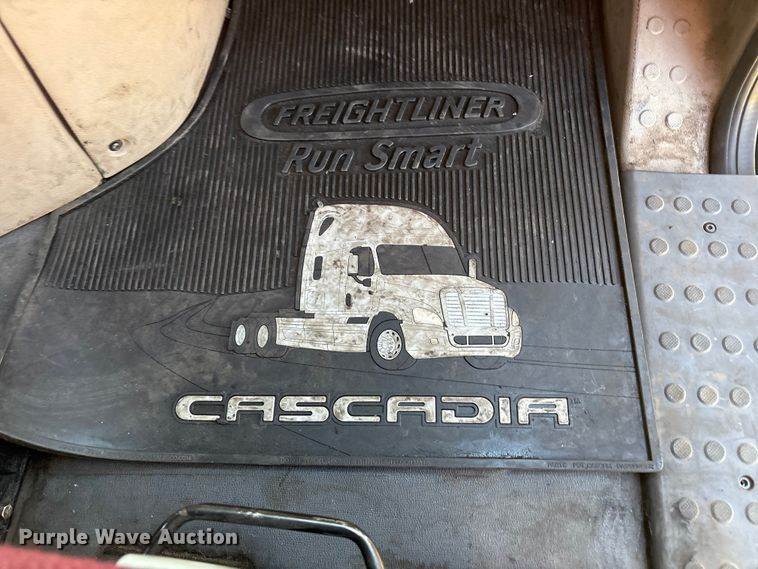 FREIGHTLINER
Run Smart
CASCADIA
Purple Wave Auction